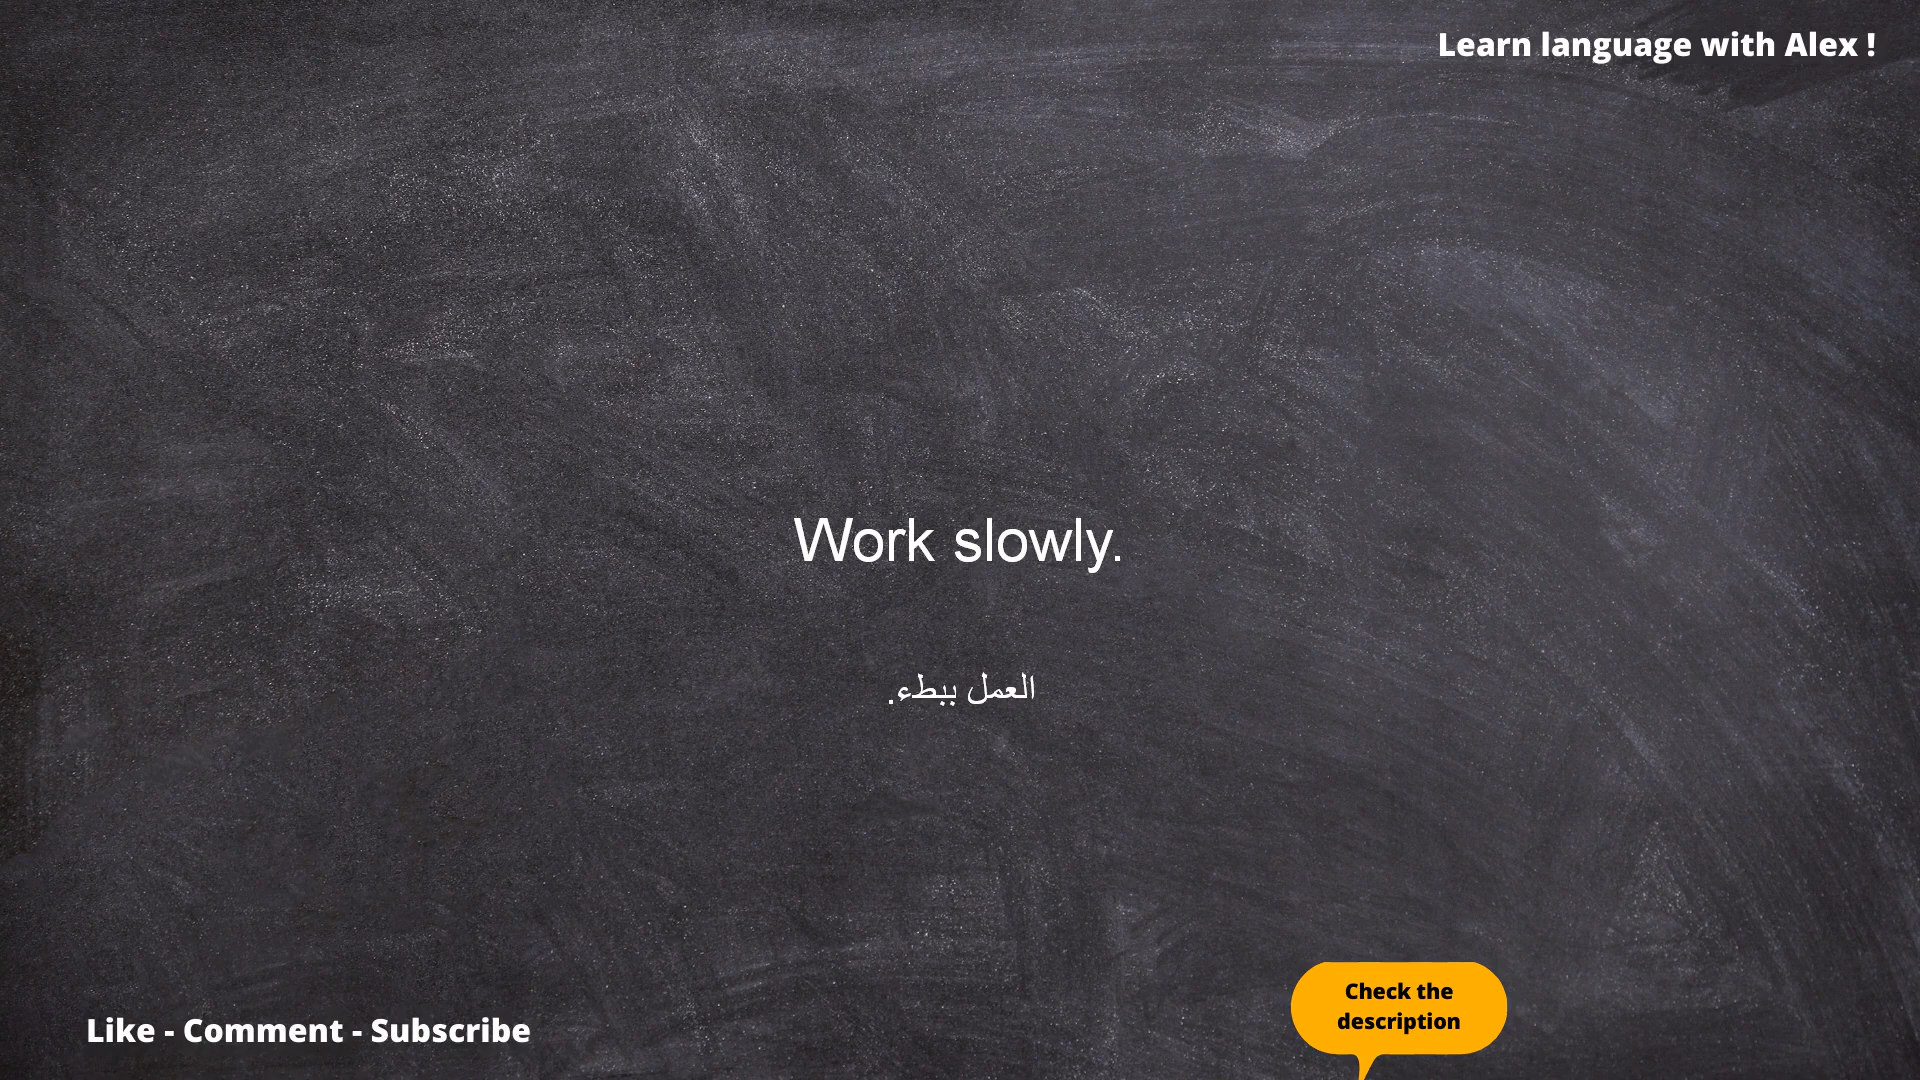 Learn language with Alex !
Work slowly.
العمل ببطء.
Check the
description
Like - Comment - Subscribe